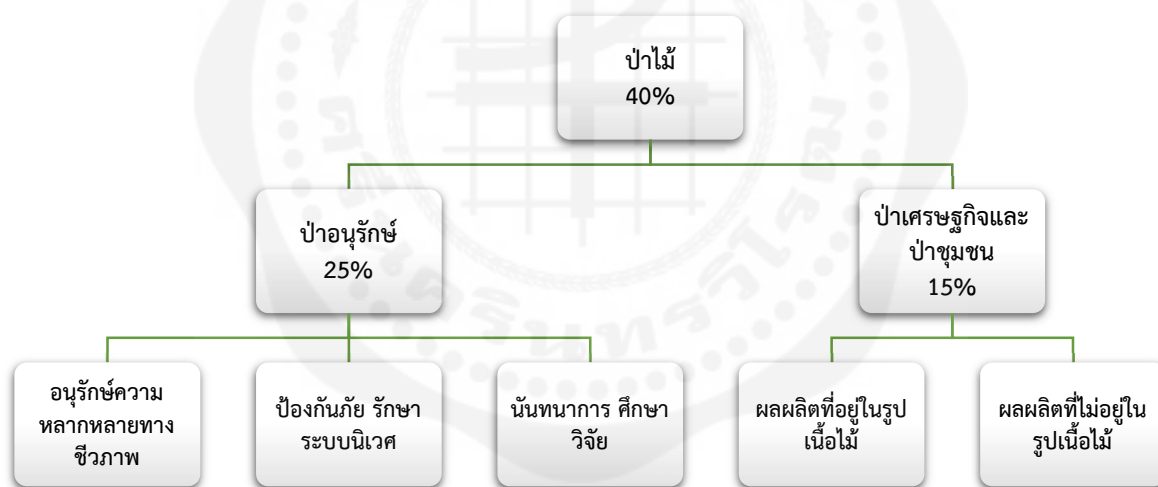 ป่าไม้
40%
ป่าอนุรักษ์
25%
ป่าเศรษฐกิจและ
ป่าชุมชน
15%
อนุรักษ์ความ
หลากหลายทาง
ชีวภาพ
ป้องกันภัย รักษา
ระบบนิเวศ
นันทนาการ ศึกษา
วิจัย
ผลผลิตที่อยู่ในรูป
เนื้อไม้
ผลผลิตที่ไม่อยู่ใน
รูปเนื้อไม้